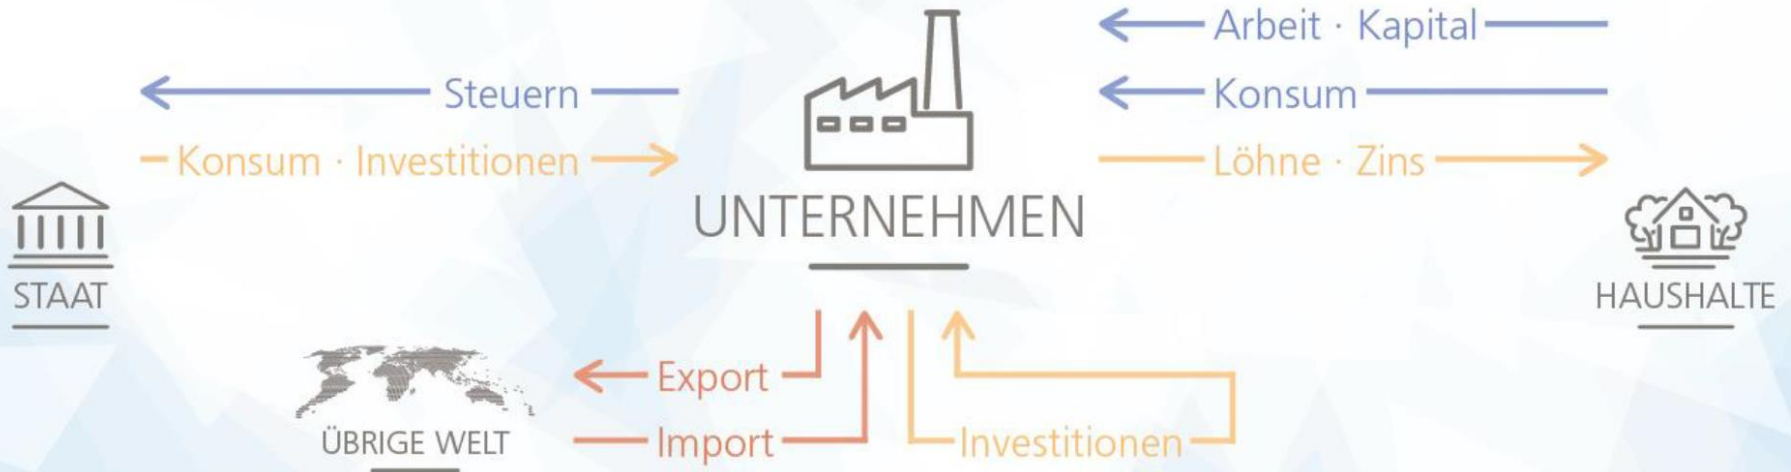 Arbeit · Kapital
Steuern
Konsum
Konsum · Investitionen
Löhne · Zins
UNTERNEHMEN
STAAT
HAUSHALTE
Export
ÜBRIGE WELT
Import
Investitionen